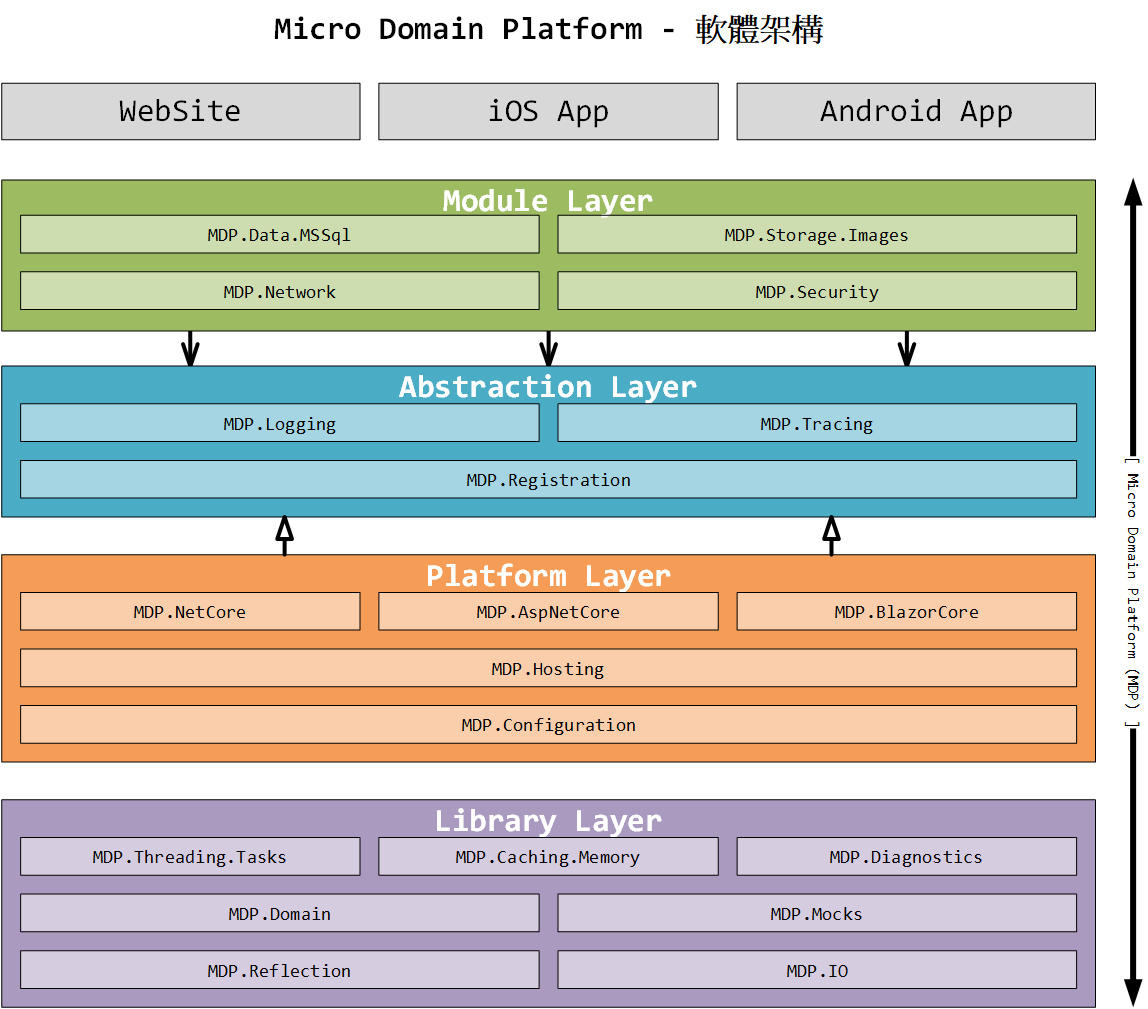 Micro Domain Platform - 軟體架構
WebSite
iOS App
Android App
Module Layer
MDP.Data.MSSql
MDP.Storage.Images
MDP.Network
MDP.Security
Abstraction Layer
MDP.Logging
MDP.Tracing
MDP.Registration
Platform Layer
MDP.NetCore
MDP.AspNetCore
MDP.BlazorCore
MDP.Hosting
MDP.Configuration
Library Layer
MDP.Threading.Tasks
MDP.Caching.Memory
MDP.Diagnostics
MDP.Domain
MDP.Mocks
MDP.Reflection
MDP.IO
[ Micro Domain Platform (MDP) ]